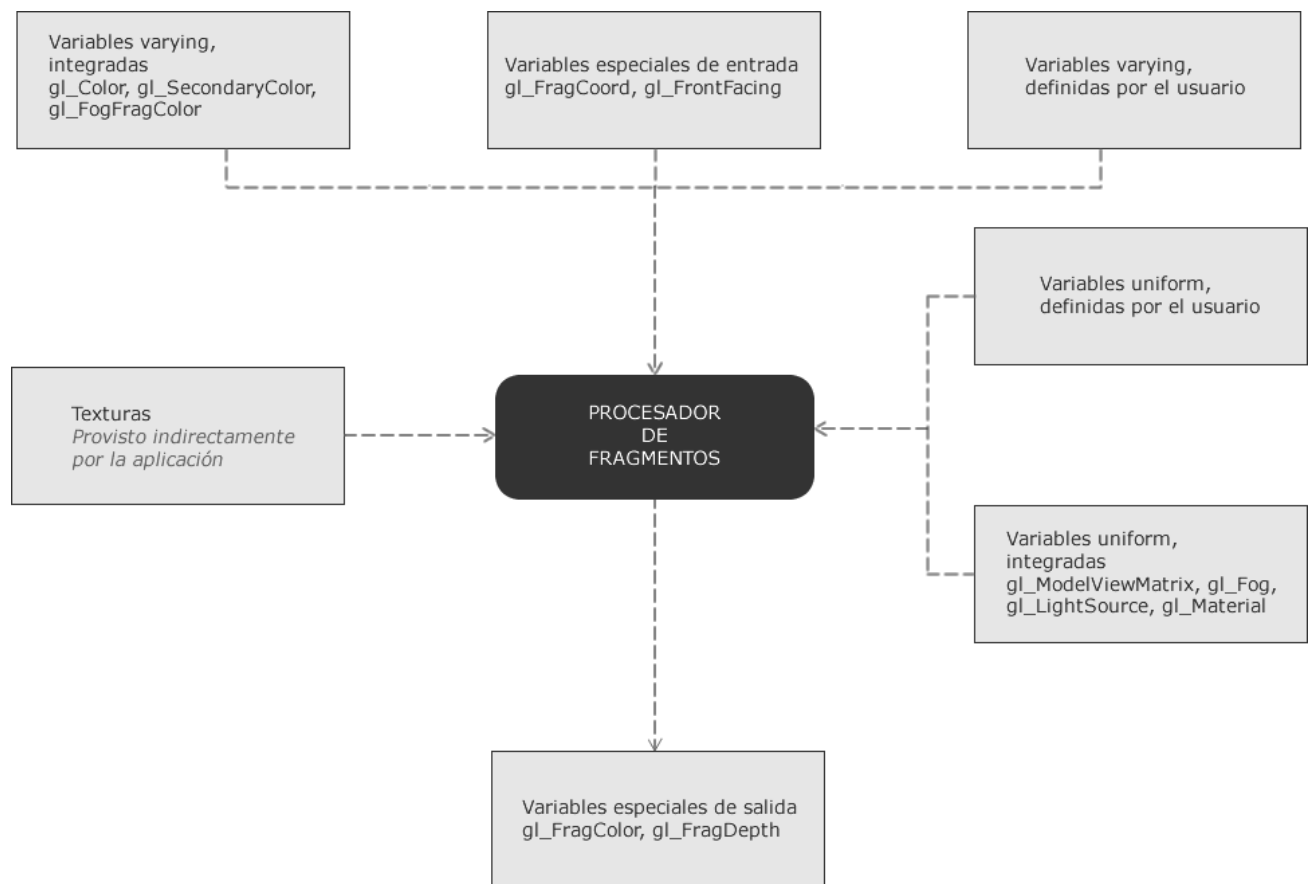 Variables varying,
integradas
gl_Color, gl_SecondaryColor,
gl_FogFragColor
Variables especiales de entrada
gl_FragCoord, gl_FrontFacing
Variables varying,
definidas por el usuario
Variables uniform,
definidas por el usuario
Texturas
Provisto indirectamente
por la aplicación
PROCESADOR
DE
FRAGMENTOS
Variables uniform,
integradas
gl_ModelViewMatrix, gl_Fog,
gl_LightSource, gl_Material
Variables especiales de salida
gl_FragColor, gl_FragDepth